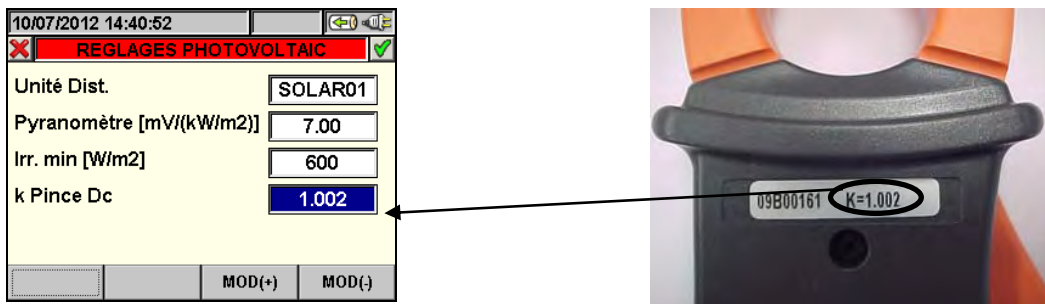 10/07/2012 14:40:52
REGLAGES PHOTOVOLTAIC
Unité Dist. SOLAR01
Pyranomètre [mV/(kW/m2)] 7.00
Irr. min [W/m2] 600
k Pince Dc 1.002
MOD(+) MOD(-)
09B00161 K=1.002